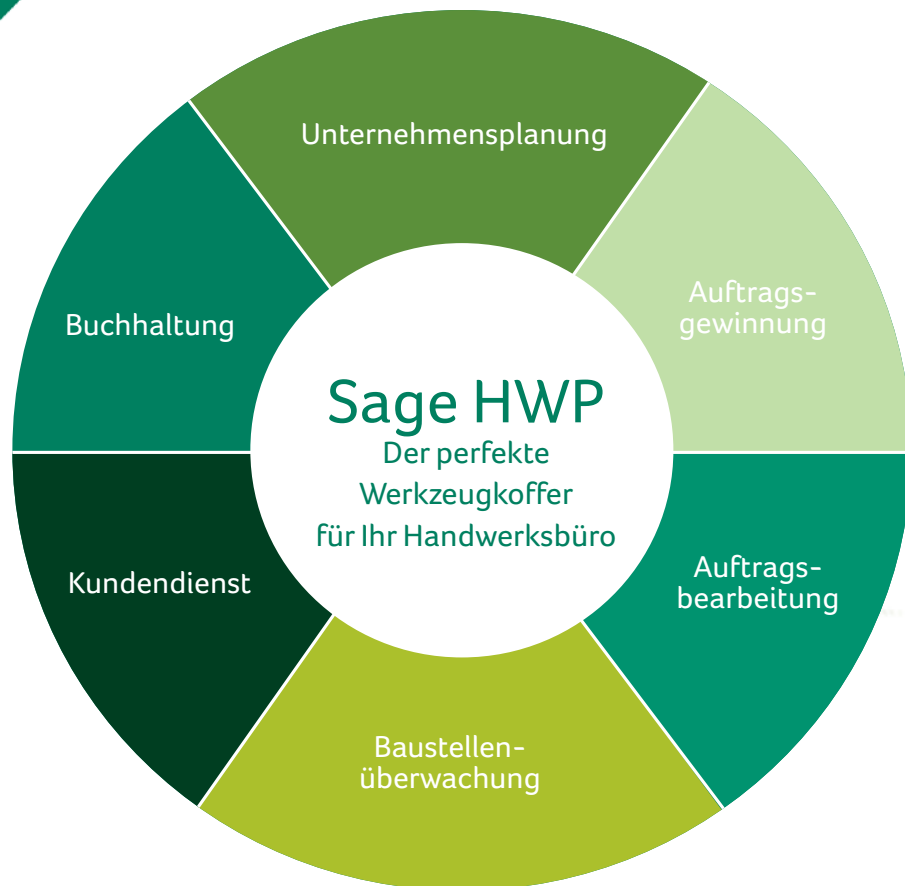 Unternehmensplanung
Auftrags-
gewinnung
Buchhaltung
Sage HWP
Der perfekte
Werkzeugkoffer
für Ihr Handwerksbüro
Auftrags-
bearbeitung
Kundendienst
Baustellen-
überwachung